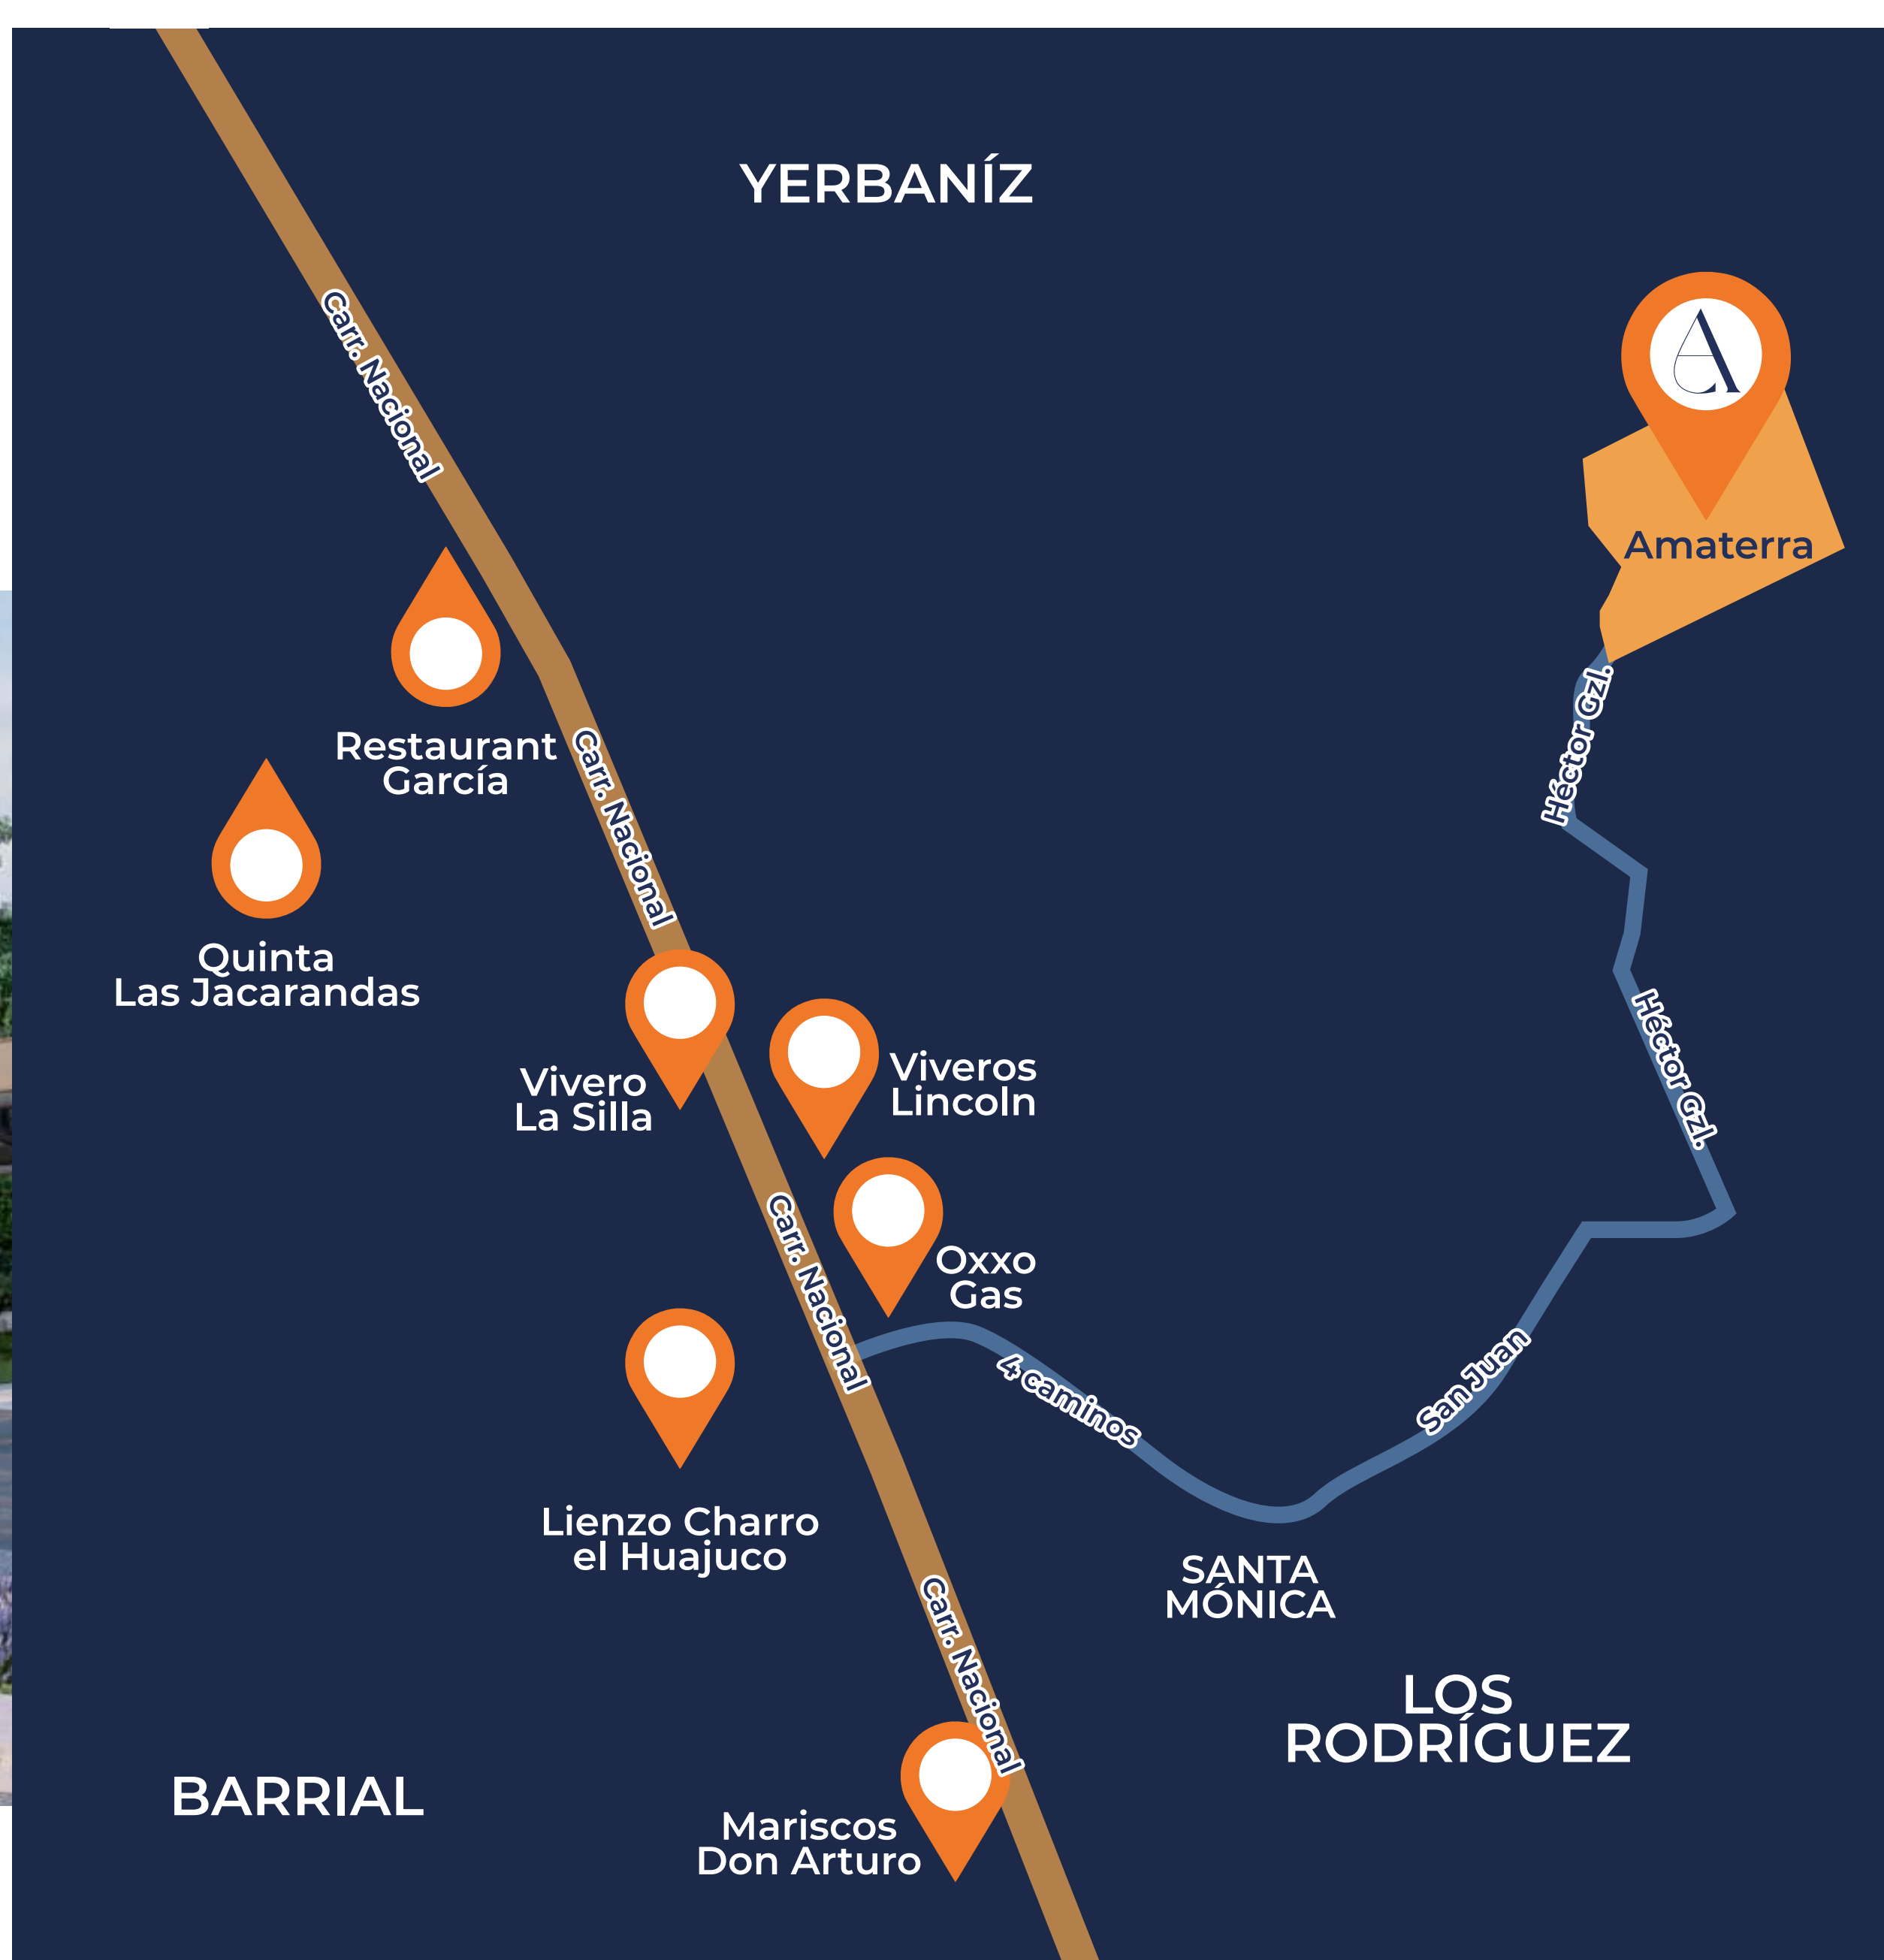 YERBANÍZ
Carr. Nacional
A
Amaterra
Héctor Gzl.
Restaurant
García
Carr. Nacional
Quinta
Las Jacarandas
Vivero
La Silla
Viveros
Lincoln
Héctor Gzl.
Carr. Nacional
Oxxo
Gas
4 caminos
San Juan
Lienzo Charro
el Huajuco
SANTA
MÓNICA
Carr. Nacional
LOS
RODRÍGUEZ
BARRIAL
Mariscos
Don Arturo